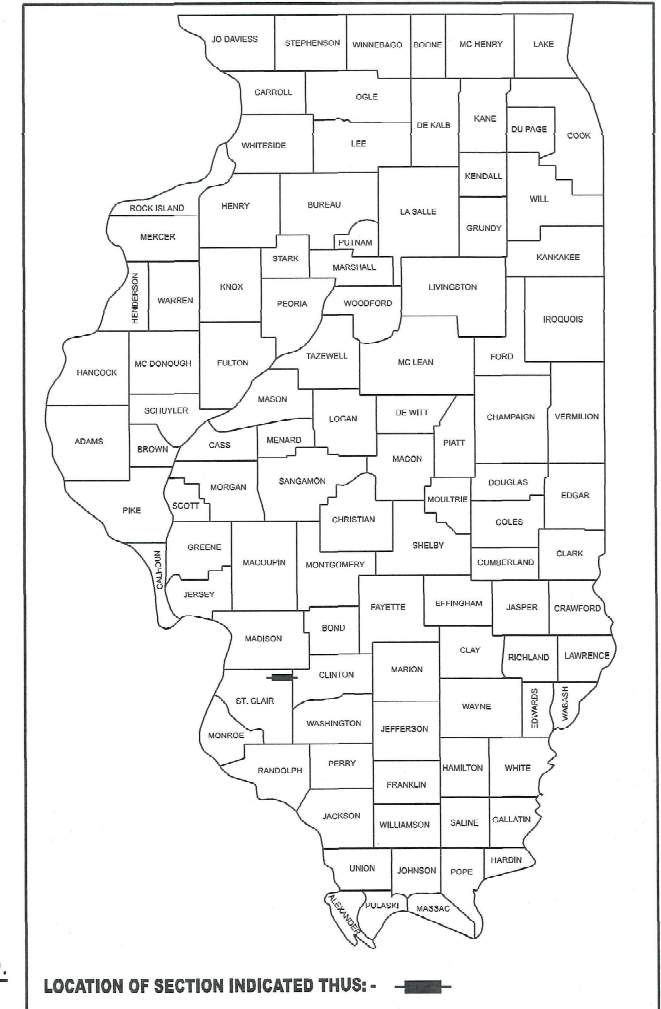 JO DAVIESS
STEPHENSON
WINNEBAGO
BOONE
MC HENRY
LAKE
CARROLL
OGLE
DE KALB
KANE
DU PAGE
COOK
WHITESIDE
LEE
KENDALL
WILL
ROCK ISLAND
HENRY
BUREAU
LA SALLE
GRUNDY
MERCER
PUTNAM
KANKAKEE
STARK
MARSHALL
HENDERSON
WARREN
KNOX
PEORIA
WOODFORD
LIVINGSTON
IROQUOIS
HANCOCK
MC DONOUGH
FULTON
TAZEWELL
MC LEAN
FORD
MASON
SCHUYLER
LOGAN
DE WITT
CHAMPAIGN
VERMILION
ADAMS
BROWN
CASS
MENARD
MACON
PIATT
MORGAN
SANGAMON
DOUGLAS
EDGAR
PIKE
SCOTT
CHRISTIAN
MOULTRIE
COLES
GREENE
MACOUPIN
MONTGOMERY
SHELBY
CUMBERLAND
CLARK
CALHOUN
JERSEY
FAYETTE
EFFINGHAM
JASPER
CRAWFORD
MADISON
BOND
CLAY
RICHLAND
LAWRENCE
CLINTON
MARION
ST. CLAIR
WAYNE
EDWARDS
WABASH
WASHINGTON
JEFFERSON
MONROE
RANDOLPH
PERRY
HAMILTON
WHITE
FRANKLIN
JACKSON
WILLIAMSON
SALINE
GALLATIN
UNION
JOHNSON
POPE
HARDIN
ALEXANDER
PULASKI
MASSAC
LOCATION OF SECTION INDICATED THUS: -